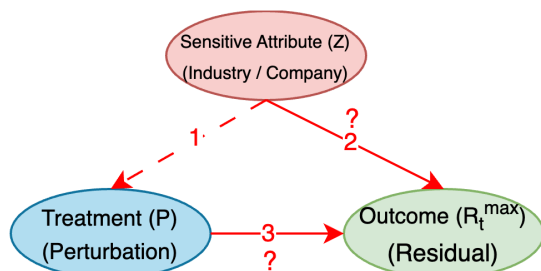 Sensitive Attribute (Z)
(Industry / Company)
1
?
2
Treatment (P)
(Perturbation)
3
?
Outcome (R_t^max)
(Residual)